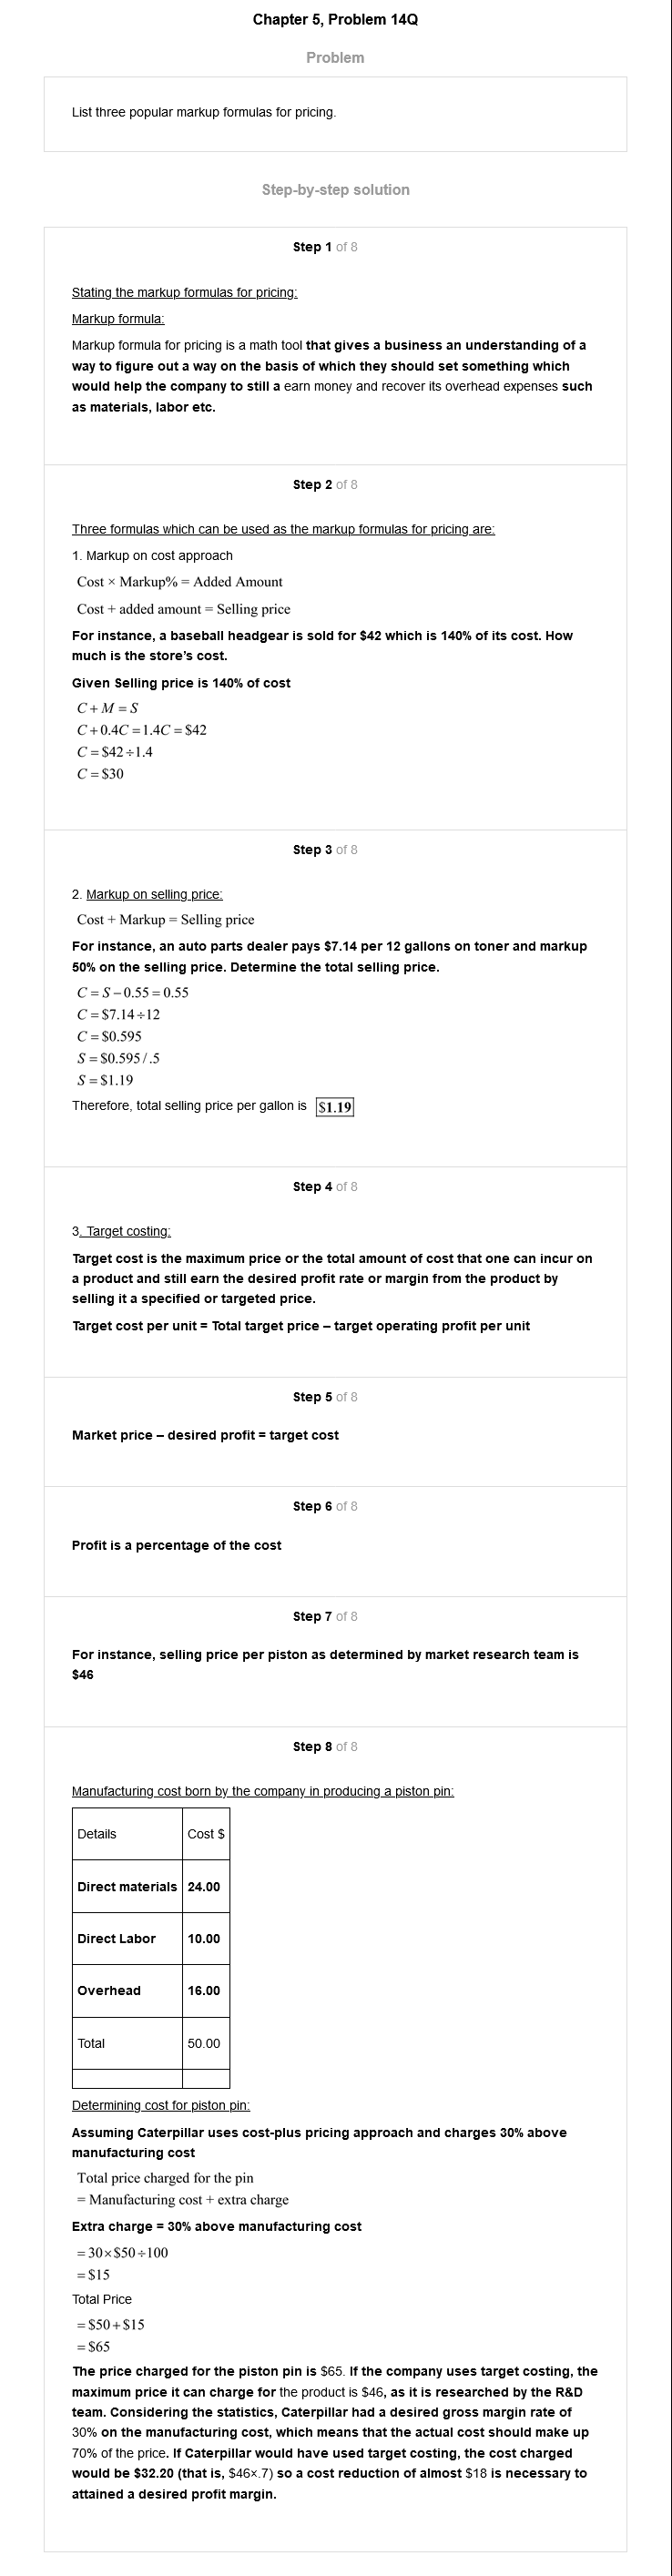 Chapter 5, Problem 14Q
Problem
List three popular markup formulas for pricing.
Step-by-step solution
Step 1 of 8
Stating the markup formulas for pricing:
Markup formula:
Markup formula for pricing is a math tool that gives a business an understanding of a
way to figure out a way on the basis of which they should set something which
would help the company to still a earn money and recover its overhead expenses such
as materials, labor etc.
Step 2 of 8
Three formulas which can be used as the markup formulas for pricing are:
1. Markup on cost approach
Cost × Markup% = Added Amount
Cost + added amount = Selling price
For instance, a baseball headgear is sold for $42 which is 140% of its cost. How
much is the store's cost.
Given Selling price is 140% of cost
C + M = S
C + 0.4C = 1.4C = $42
C = $42 ÷ 1.4
C = $30
Step 3 of 8
2. Markup on selling price:
Cost + Markup = Selling price
For instance, an auto parts dealer pays $7.14 per 12 gallons on toner and markup
50% on the selling price. Determine the total selling price.
C = S – 0.55 = 0.55
C = $7.14 ÷ 12
C = $0.595
S = $0.595 / .5
S = $1.19
Therefore, total selling price per gallon is $1.19
Step 4 of 8
3. Target costing:
Target cost is the maximum price or the total amount of cost that one can incur on
a product and still earn the desired profit rate or margin from the product by
selling it a specified or targeted price.
Target cost per unit = Total target price – target operating profit per unit
Step 5 of 8
Market price – desired profit = target cost
Step 6 of 8
Profit is a percentage of the cost
Step 7 of 8
For instance, selling price per piston as determined by market research team is
$46
Step 8 of 8
Manufacturing cost born by the company in producing a piston pin:
Details Cost $
Direct materials 24.00
Direct Labor 10.00
Overhead 16.00
Total 50.00
Determining cost for piston pin:
Assuming Caterpillar uses cost-plus pricing approach and charges 30% above
manufacturing cost
Total price charged for the pin
= Manufacturing cost + extra charge
Extra charge = 30% above manufacturing cost
= 30 × $50 ÷ 100
= $15
Total Price
= $50 + $15
= $65
The price charged for the piston pin is $65. If the company uses target costing, the
maximum price it can charge for the product is $46, as it is researched by the R&D
team. Considering the statistics, Caterpillar had a desired gross margin rate of
30% on the manufacturing cost, which means that the actual cost should make up
70% of the price. If Caterpillar would have used target costing, the cost charged
would be $32.20 (that is, $46×.7) so a cost reduction of almost $18 is necessary to
attained a desired profit margin.